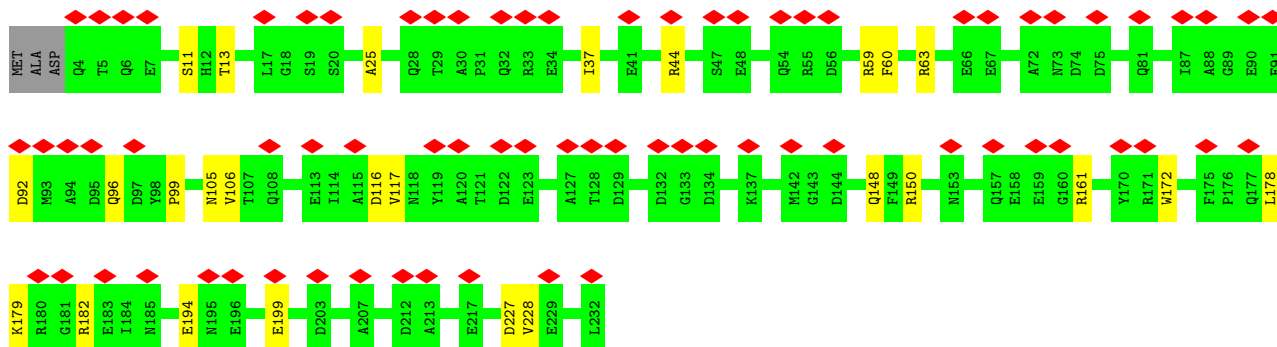 MET ALA ASP Q4 T5 Q6 E7 S11 H12 T13 L17 G18 S19 S20 A25 Q28 T29 A30 P31 Q32 R33 E34 I37 E41 R44 S47 E48 Q54 R55 D56 R59 F60 R63 E66 E67 A72 N73 D74 D75 Q81 I87 A88 G89 E90 E91
D92 M93 A94 D95 Q96 D97 Y98 P99 N105 V106 T107 Q108 E113 I114 A115 D116 V117 N118 Y119 A120 T121 D122 E123 A127 T128 D129 D132 G133 D134 K137 M142 G143 D144 Q148 F149 R150 N153 Q157 E158 E159 G160 R161 Y170 R171 W172 F175 P176 Q177 L178
K179 R180 G181 R182 E183 I184 N185 E194 N195 E196 E199 D203 A207 D212 A213 E217 D227 V228 E229 L232